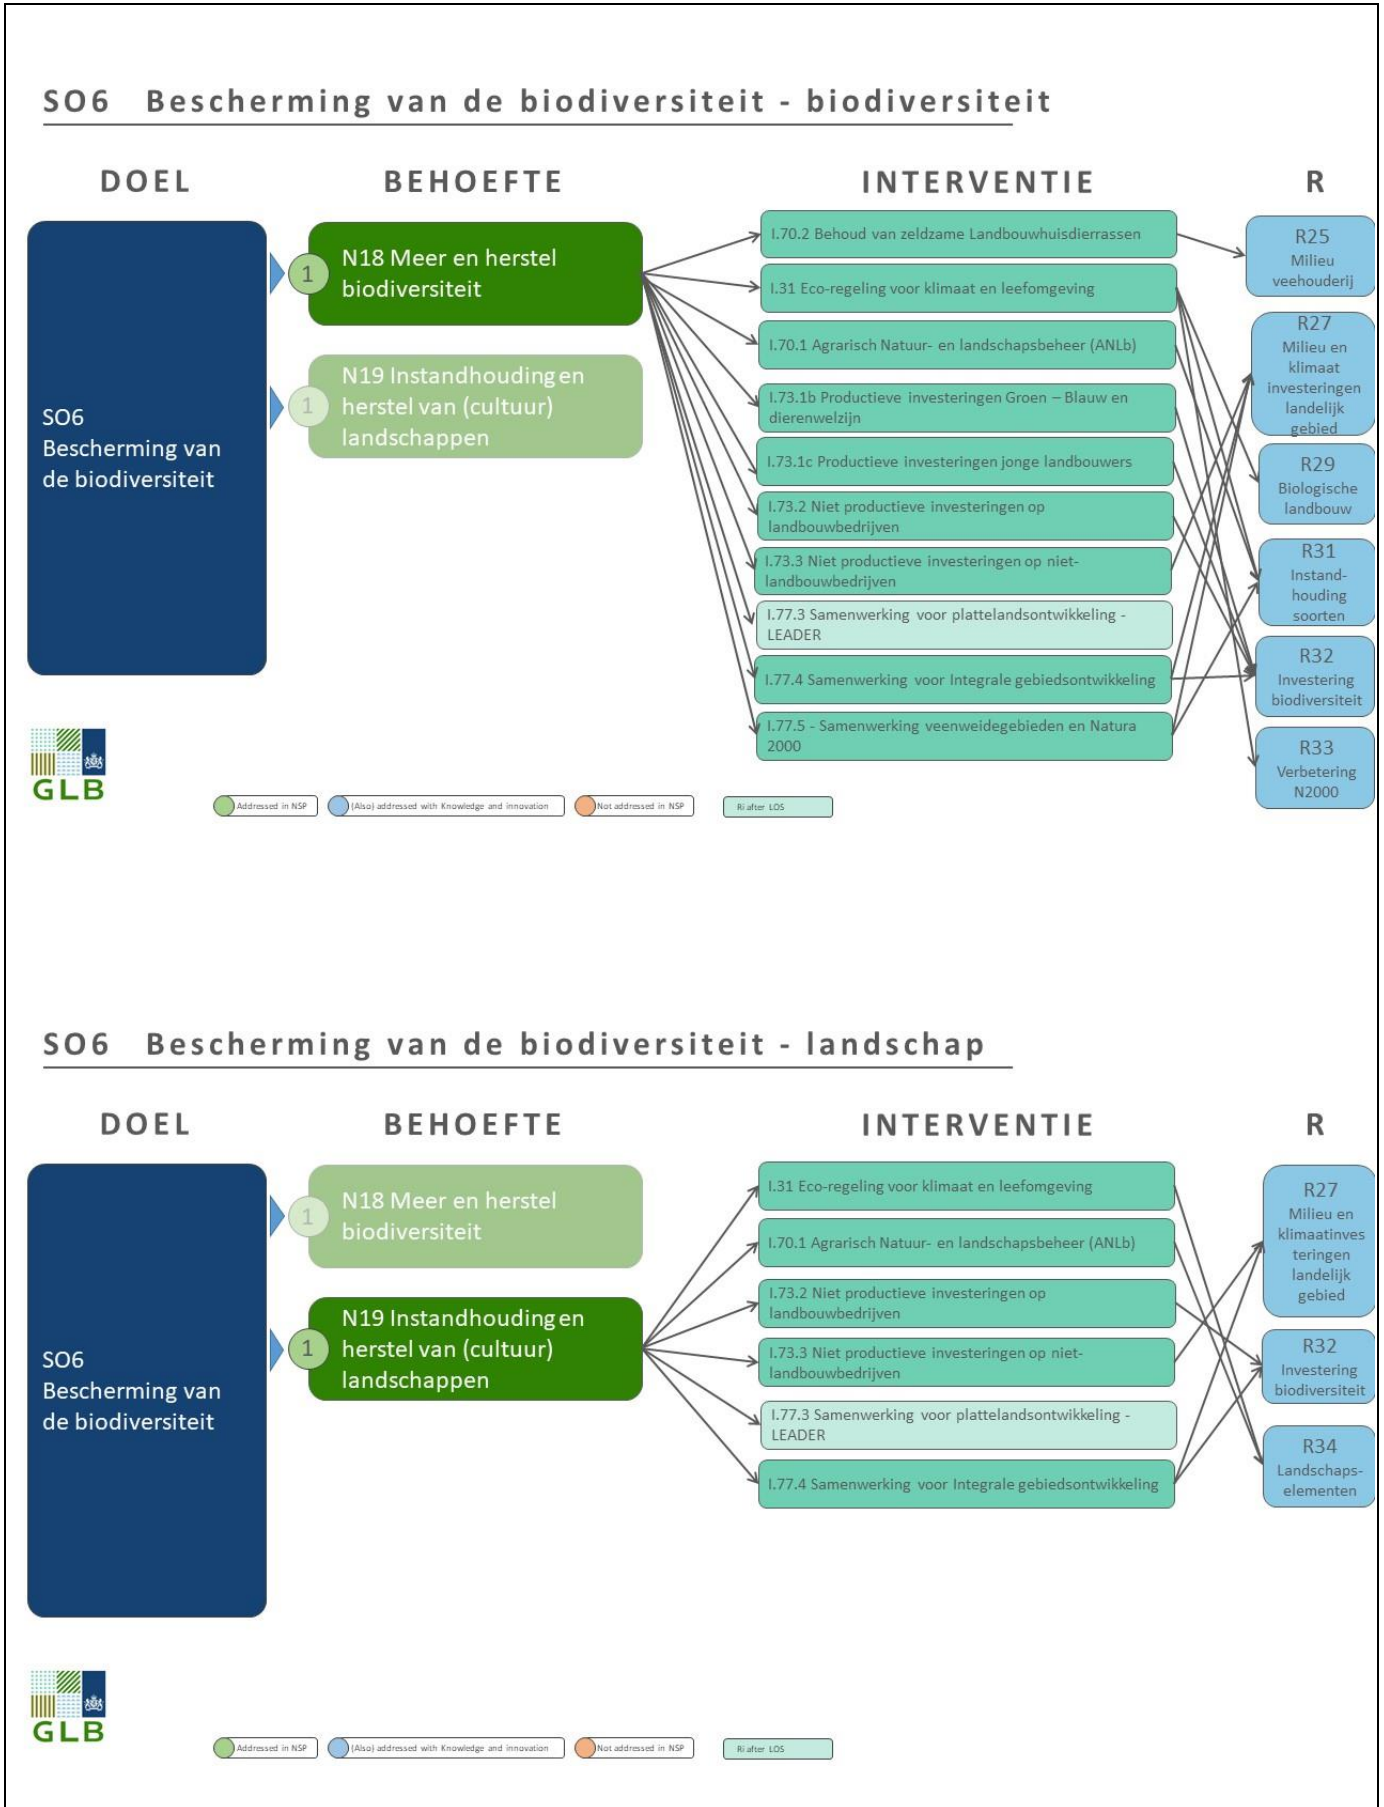 SO6 Bescherming van de biodiversiteit - biodiversiteit
DOEL
BEHOEFTE
INTERVENTIE
R
SO6
Bescherming van
de biodiversiteit
1
N18 Meer en herstel
biodiversiteit
1
N19 Instandhouding en
herstel van (cultuur)
landschappen
I.70.2 Behoud van zeldzame Landbouwhuisdierrassen
I.31 Eco-regeling voor klimaat en leefomgeving
I.70.1 Agrarisch Natuur- en landschapsbeheer (ANLb)
I.73.1b Productieve investeringen Groen – Blauw en
dierenwelzijn
I.73.1c Productieve investeringen jonge landbouwers
I.73.2 Niet productieve investeringen op
landbouwbedrijven
I.73.3 Niet productieve investeringen op niet-
landbouwbedrijven
I.77.3 Samenwerking voor plattelandsontwikkeling -
LEADER
I.77.4 Samenwerking voor Integrale gebiedsontwikkeling
I.77.5 - Samenwerking veenweidegebieden en Natura
2000
R25
Milieu
veehouderij
R27
Milieu en
klimaat
investeringen
landelijk
gebied
R29
Biologische
landbouw
R31
Instand-
houding
soorten
R32
Investering
biodiversiteit
R33
Verbetering
N2000
GLB
Addressed in NSP
(Also) addressed with Knowledge and innovation
Not addressed in NSP
Ri after LOS
SO6 Bescherming van de biodiversiteit - landschap
DOEL
BEHOEFTE
INTERVENTIE
R
SO6
Bescherming van
de biodiversiteit
1
N18 Meer en herstel
biodiversiteit
1
N19 Instandhouding en
herstel van (cultuur)
landschappen
I.31 Eco-regeling voor klimaat en leefomgeving
I.70.1 Agrarisch Natuur- en landschapsbeheer (ANLb)
I.73.2 Niet productieve investeringen op
landbouwbedrijven
I.73.3 Niet productieve investeringen op niet-
landbouwbedrijven
I.77.3 Samenwerking voor plattelandsontwikkeling -
LEADER
I.77.4 Samenwerking voor Integrale gebiedsontwikkeling
R27
Milieu en
klimaatinves
teringen
landelijk
gebied
R32
Investering
biodiversiteit
R34
Landschaps-
elementen
GLB
Addressed in NSP
(Also) addressed with Knowledge and innovation
Not addressed in NSP
Ri after LOS